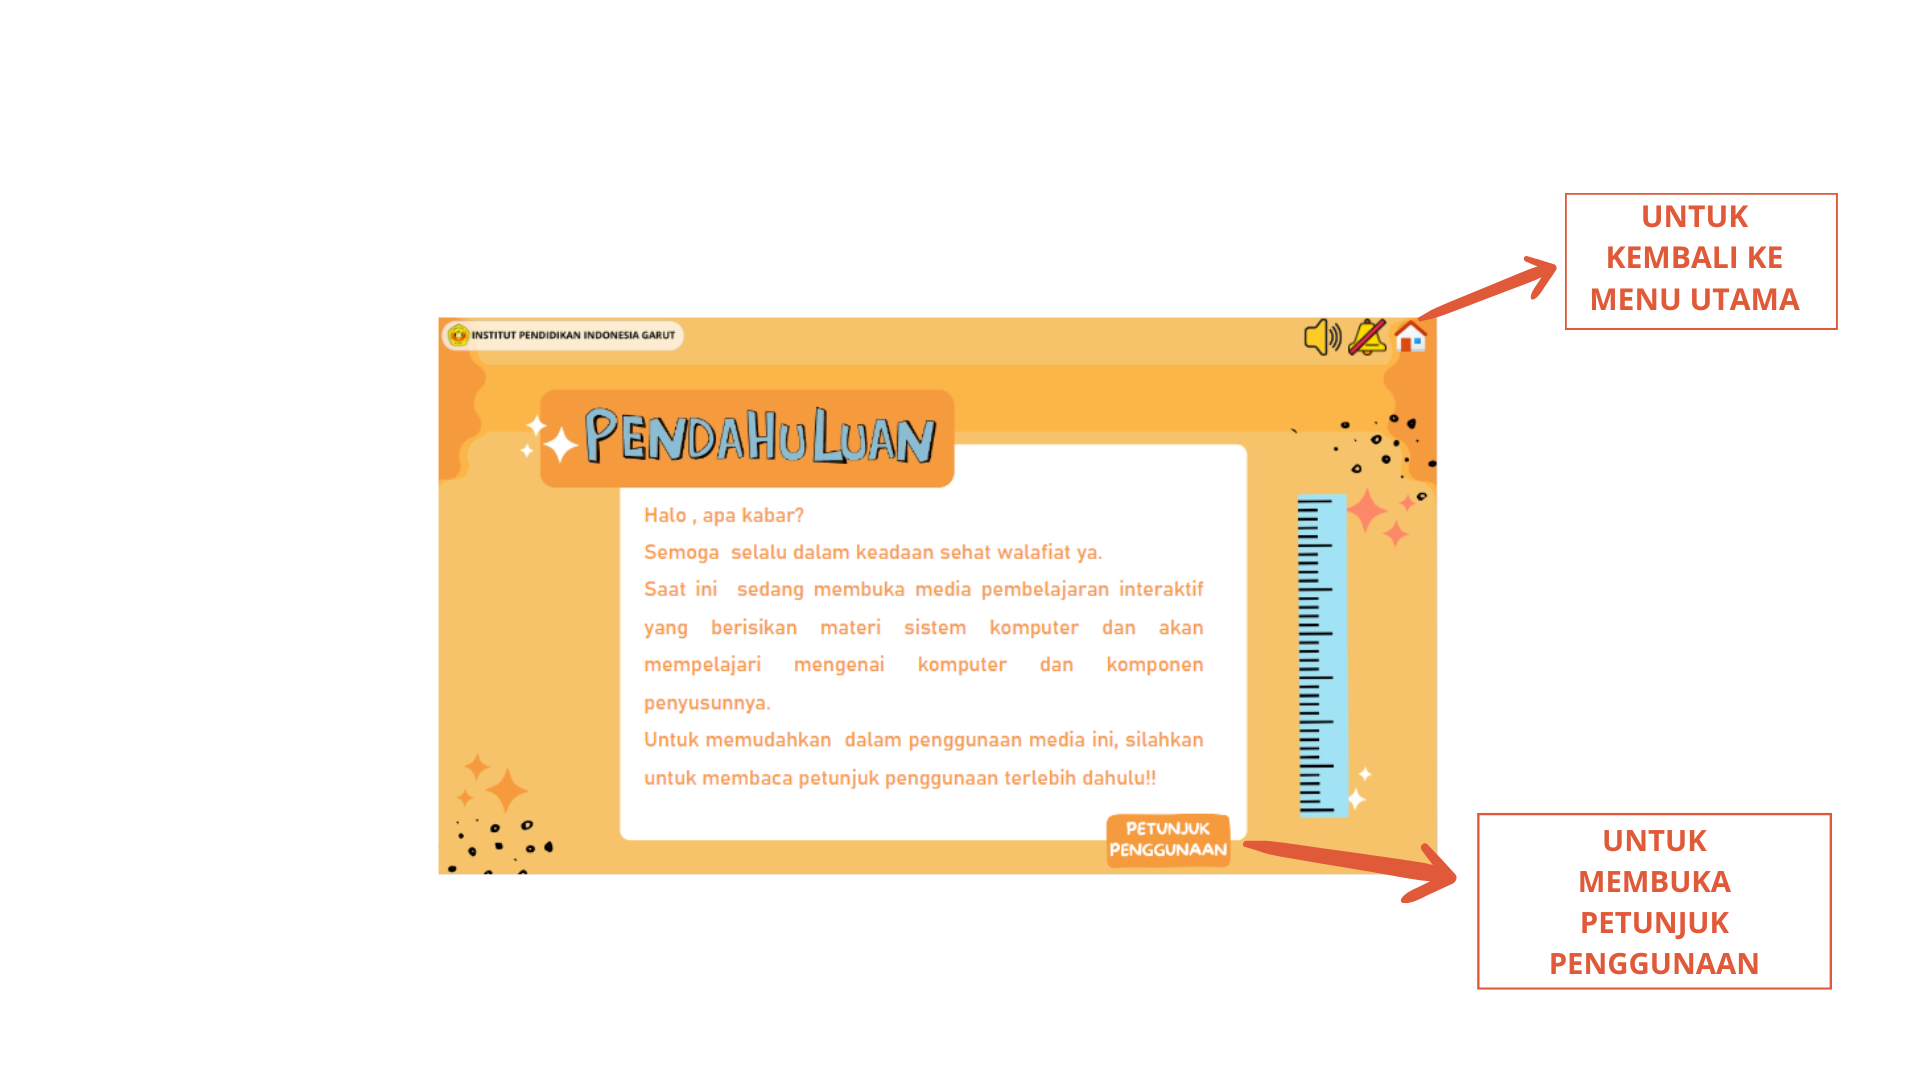 UNTUK
KEMBALI KE
MENU UTAMA
INSTITUT PENDIDIKAN INDONESIA GARUT
PENDAHULUAN
Halo , apa kabar?
Semoga selalu dalam keadaan sehat walafiat ya.
Saat ini sedang membuka media pembelajaran interaktif
yang berisikan materi sistem komputer dan akan
mempelajari mengenai komputer dan komponen
penyusunnya.
Untuk memudahkan dalam penggunaan media ini, silahkan
untuk membaca petunjuk penggunaan terlebih dahulu!!
PETUNJUK
PENGGUNAAN
UNTUK
MEMBUKA
PETUNJUK
PENGGUNAAN